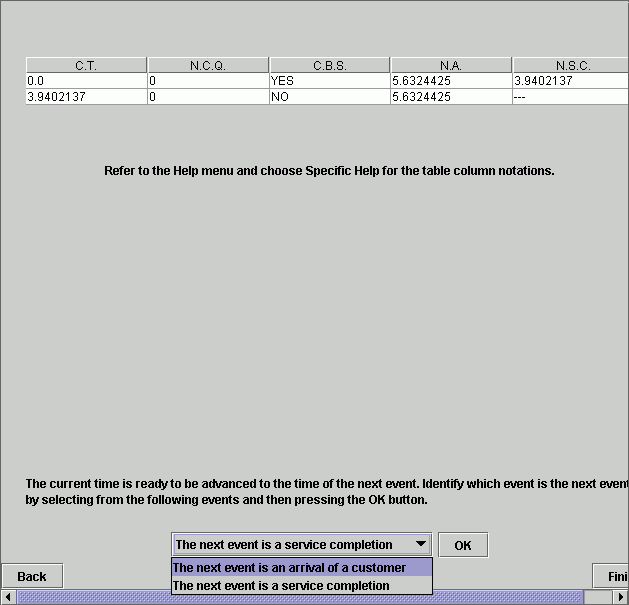 C.T. N.C.Q. C.B.S. N.A. N.S.C.
0.0 0 YES 5.6324425 3.9402137
3.9402137 0 NO 5.6324425 ---
Refer to the Help menu and choose Specific Help for the table column notations.
The current time is ready to be advanced to the time of the next event. Identify which event is the next event
by selecting from the following events and then pressing the OK button.
The next event is a service completion OK
The next event is an arrival of a customer
The next event is a service completion
Back Fini